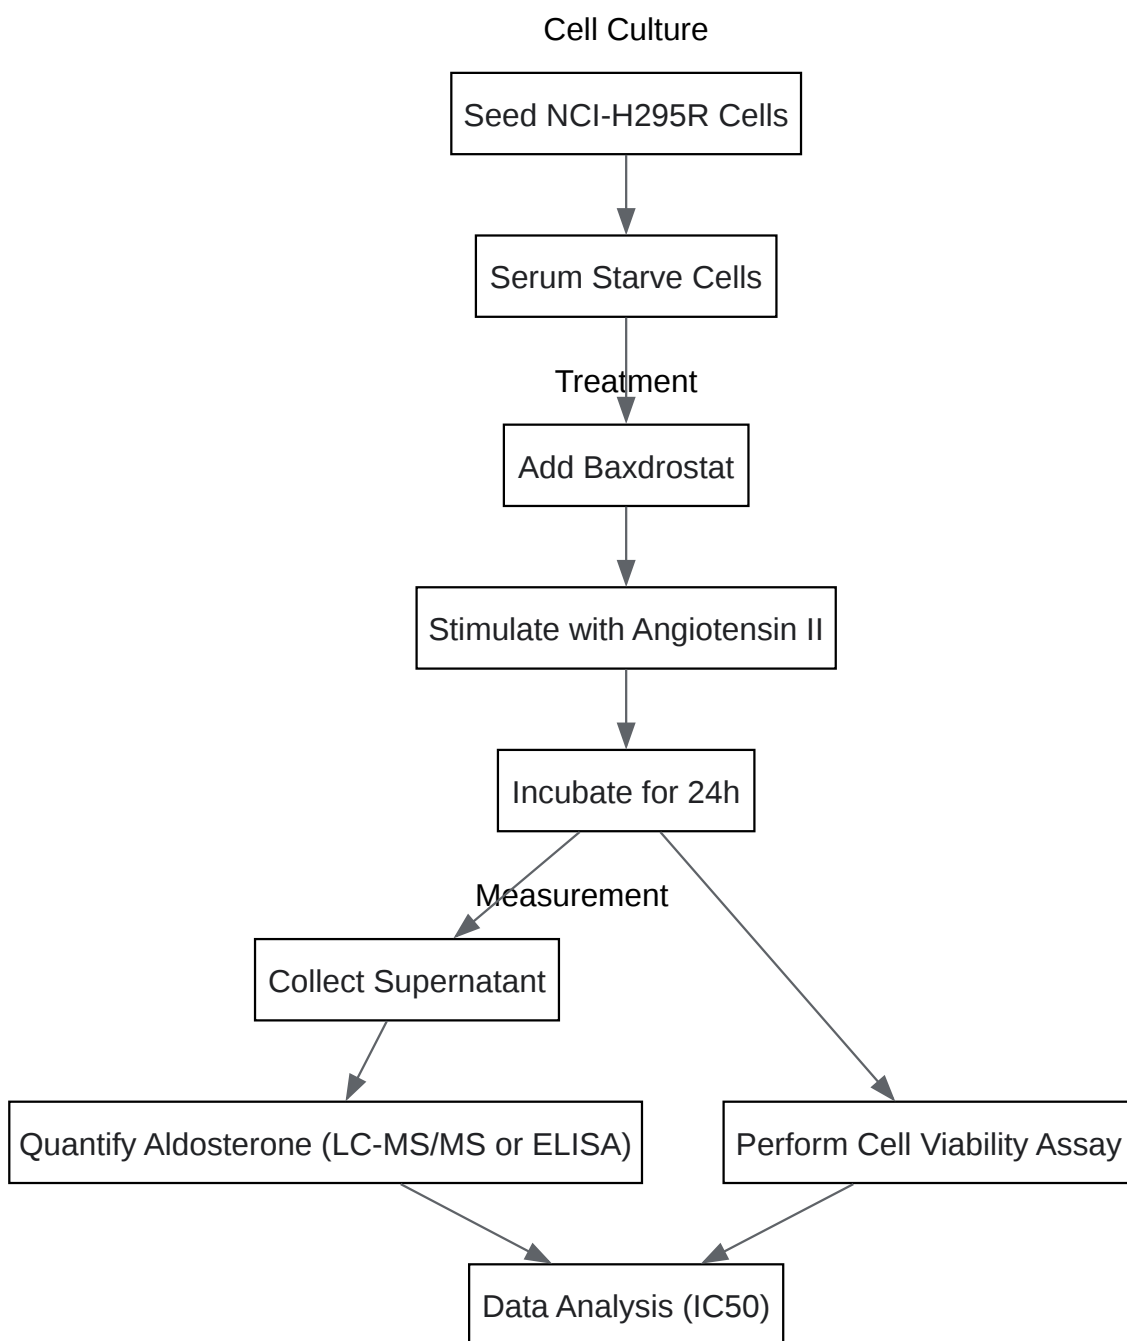 Cell Culture
Seed NCI-H295R Cells
Serum Starve Cells
Treatment
Add Baxdrostat
Stimulate with Angiotensin II
Incubate for 24h
Measurement
Collect Supernatant
Quantify Aldosterone (LC-MS/MS or ELISA)
Perform Cell Viability Assay
Data Analysis (IC50)